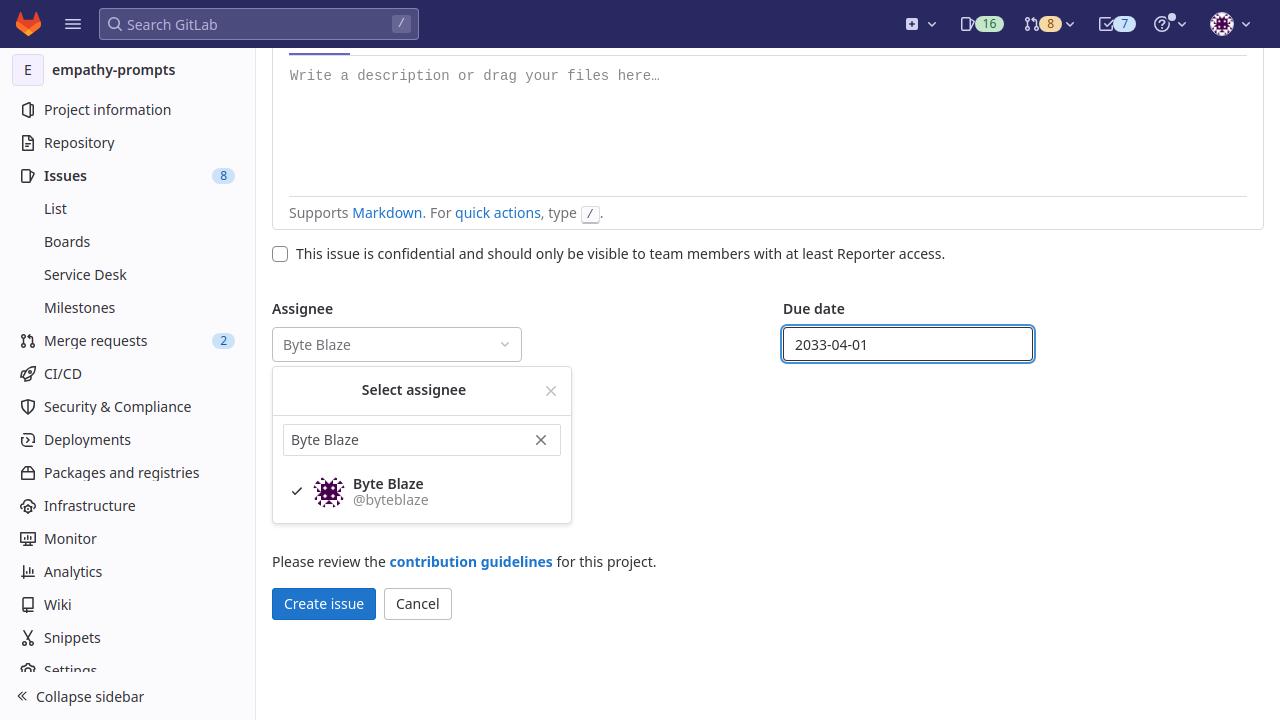 Search GitLab
/
16
8
7
E
empathy-prompts
Project information
Repository
Issues
8
List
Boards
Service Desk
Milestones
Merge requests
2
CI/CD
Security & Compliance
Deployments
Packages and registries
Infrastructure
Monitor
Analytics
Wiki
Snippets
Settings
Collapse sidebar
Write a description or drag your files here…
Supports Markdown. For quick actions, type /.
This issue is confidential and should only be visible to team members with at least Reporter access.
Assignee
Byte Blaze
Due date
2033-04-01
Select assignee
Byte Blaze
Byte Blaze
@byteblaze
Please review the contribution guidelines for this project.
Create issue
Cancel